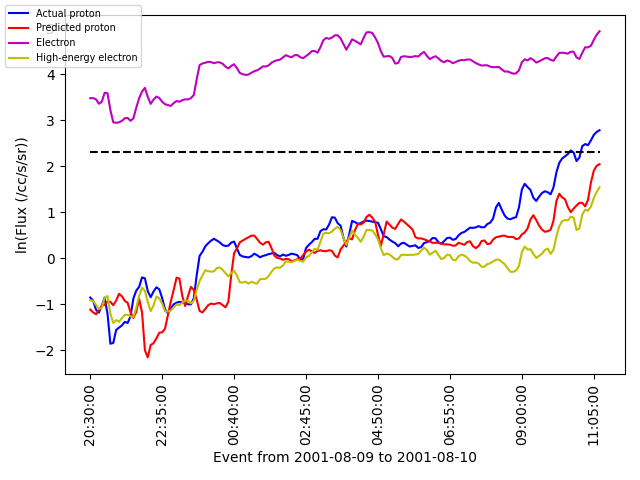 Actual proton
Predicted proton
Electron
High-energy electron
ln(Flux (/cc/s/sr))
4
3
2
1
0
−1
−2
20:30:00
22:35:00
00:40:00
02:45:00
04:50:00
06:55:00
09:00:00
11:05:00
Event from 2001-08-09 to 2001-08-10